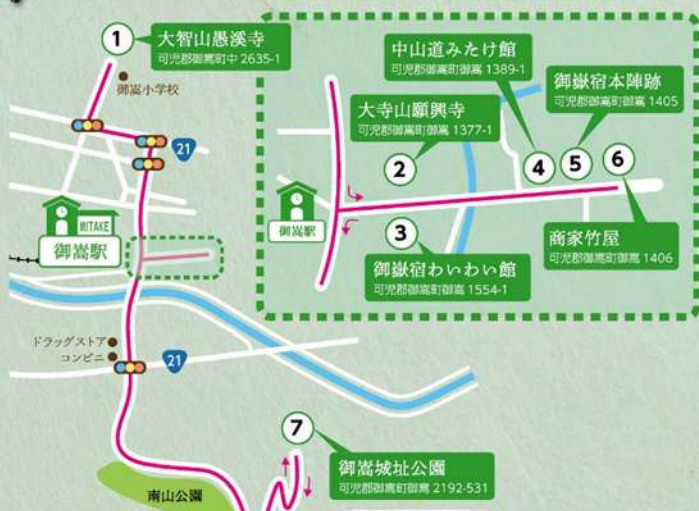 1
大智山愚溪寺
可児郡御嵩町中 2635-1
御嵩小学校
21
MITAKE
御嵩駅
ドラッグストア
コンビニ
21
南山公園
中山道みたけ館
可児郡御嵩町御嵩 1389-1
御嶽宿本陣跡
可児郡御嵩町御嵩 1405
大寺山願興寺
可児郡御嵩町御嵩 1377-1
2
4
5
6
御嵩駅
3
御嶽宿わいわい館
可児郡御嵩町御嵩 1554-1
商家竹屋
可児郡御嵩町御嵩 1406
7
御嵩城址公園
可児郡御嵩町御嵩 2192-531